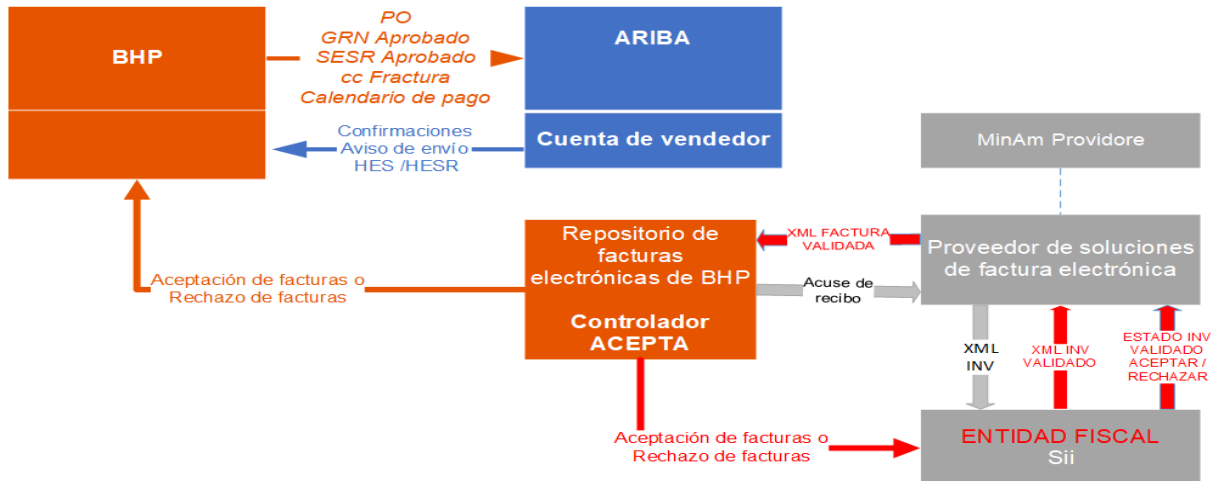 BHP
PO
GRN Aprobado
SESR Aprobado
cc Fractura
Calendario de pago
ARIBA
Confirmaciones
Aviso de envío
HES /HESR
Cuenta de vendedor
MinAm Providore
Aceptación de facturas o
Rechazo de facturas
Repositorio de
facturas
electrónicas de BHP
Controlador
ACEPTA
XML FACTURA
VALIDADA
Acuse de
recibo
Proveedor de soluciones
de factura electrónica
XML
INV
XML INV
VALIDADO
ESTADO INV
VALIDADO
ACEPTAR /
RECHAZAR
Aceptación de facturas o
Rechazo de facturas
ENTIDAD FISCAL
Sii